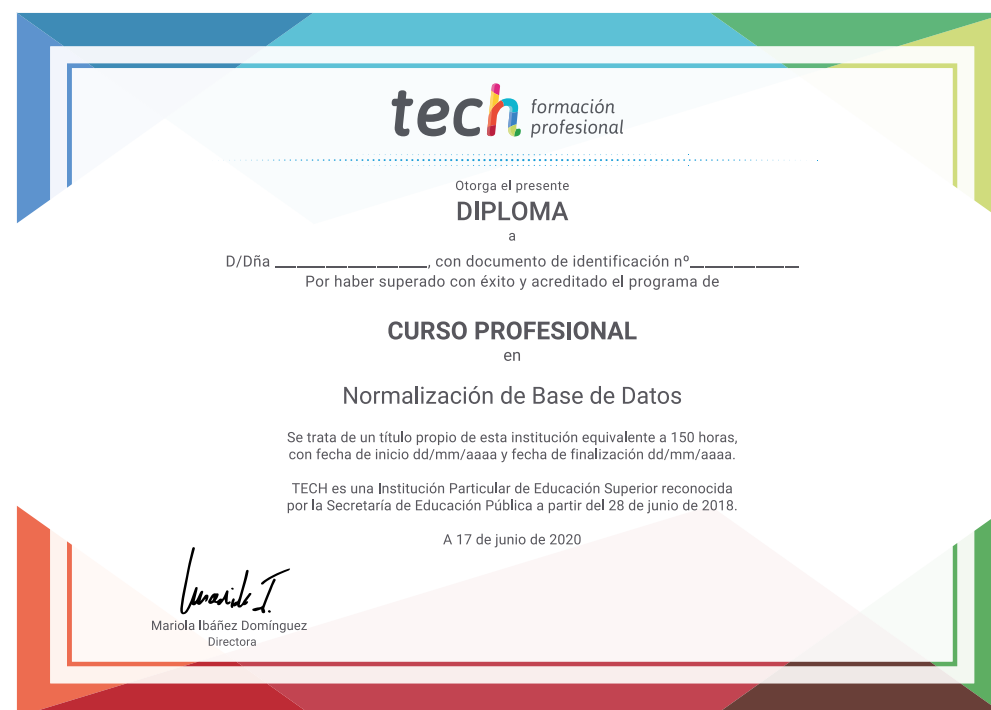 tech formación
profesional
Otorga el presente
DIPLOMA
a
D/Dña __________________, con documento de identificación nº_____________
Por haber superado con éxito y acreditado el programa de
CURSO PROFESIONAL
en
Normalización de Base de Datos
Se trata de un título propio de esta institución equivalente a 150 horas,
con fecha de inicio dd/mm/aaaa y fecha de finalización dd/mm/aaaa.
TECH es una Institución Particular de Educación Superior reconocida
por la Secretaría de Educación Pública a partir del 28 de junio de 2018.
A 17 de junio de 2020
Mariola Ibáñez Domínguez
Directora